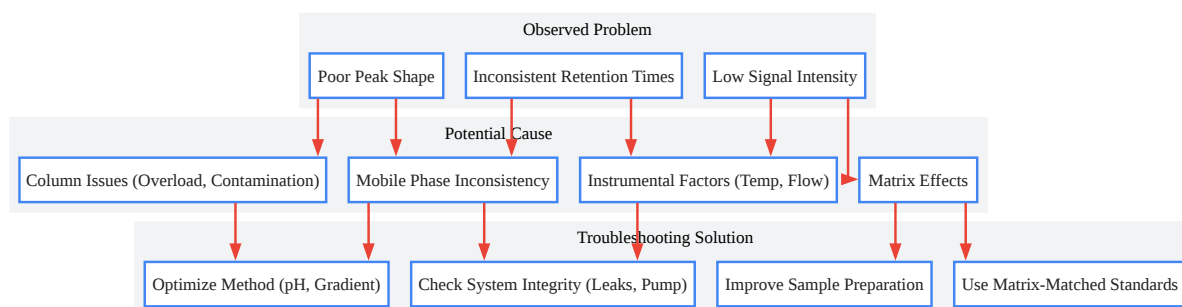 Observed Problem
Poor Peak Shape
Inconsistent Retention Times
Low Signal Intensity
Potential Cause
Column Issues (Overload, Contamination)
Mobile Phase Inconsistency
Instrumental Factors (Temp, Flow)
Matrix Effects
Troubleshooting Solution
Optimize Method (pH, Gradient)
Check System Integrity (Leaks, Pump)
Improve Sample Preparation
Use Matrix-Matched Standards